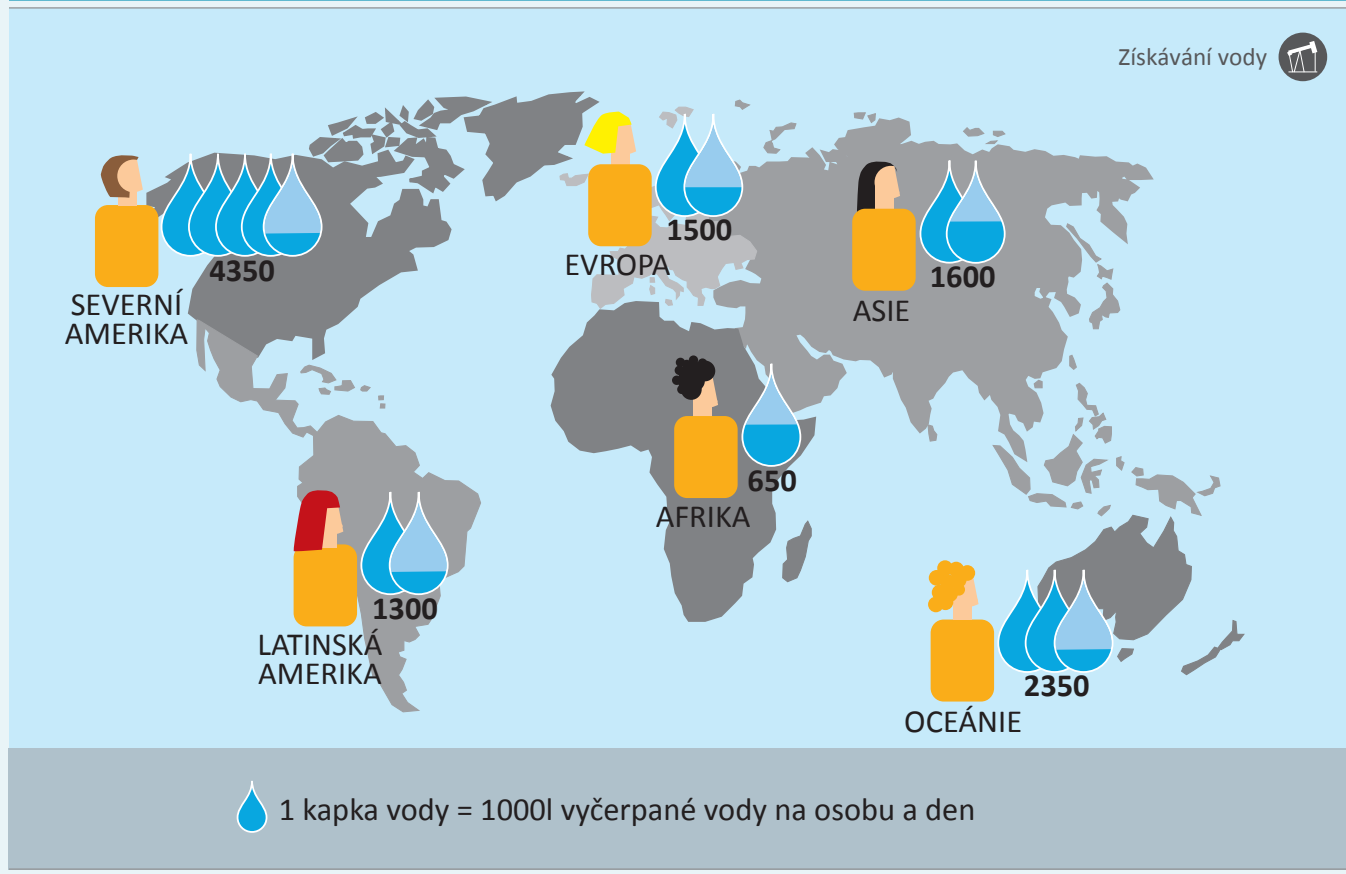 Získávání vody
SEVERNÍ
AMERIKA
4350
EVROPA
1500
ASIE
1600
AFRIKA
650
LATINSKÁ
AMERIKA
1300
OCEÁNIE
2350
1 kapka vody = 1000l vyčerpané vody na osobu a den